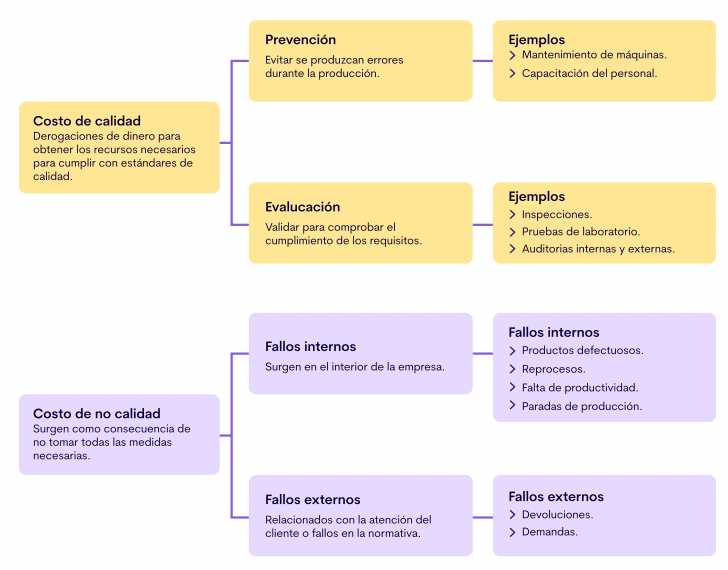 Costo de calidad
Derogaciones de dinero para
obtener los recursos necesarios
para cumplir con estándares de
calidad.
Prevención
Evitar se produzcan errores
durante la producción.
Ejemplos
Mantenimiento de máquinas.
Capacitación del personal.
Evalucación
Validar para comprobar el
cumplimiento de los requisitos.
Ejemplos
Inspecciones.
Pruebas de laboratorio.
Auditorias internas y externas.
Costo de no calidad
Surgen como consecuencia de
no tomar todas las medidas
necesarias.
Fallos internos
Surgen en el interior de la empresa.
Fallos internos
Productos defectuosos.
Reprocesos.
Falta de productividad.
Paradas de producción.
Fallos externos
Relacionados con la atención del
cliente o fallos en la normativa.
Fallos externos
Devoluciones.
Demandas.